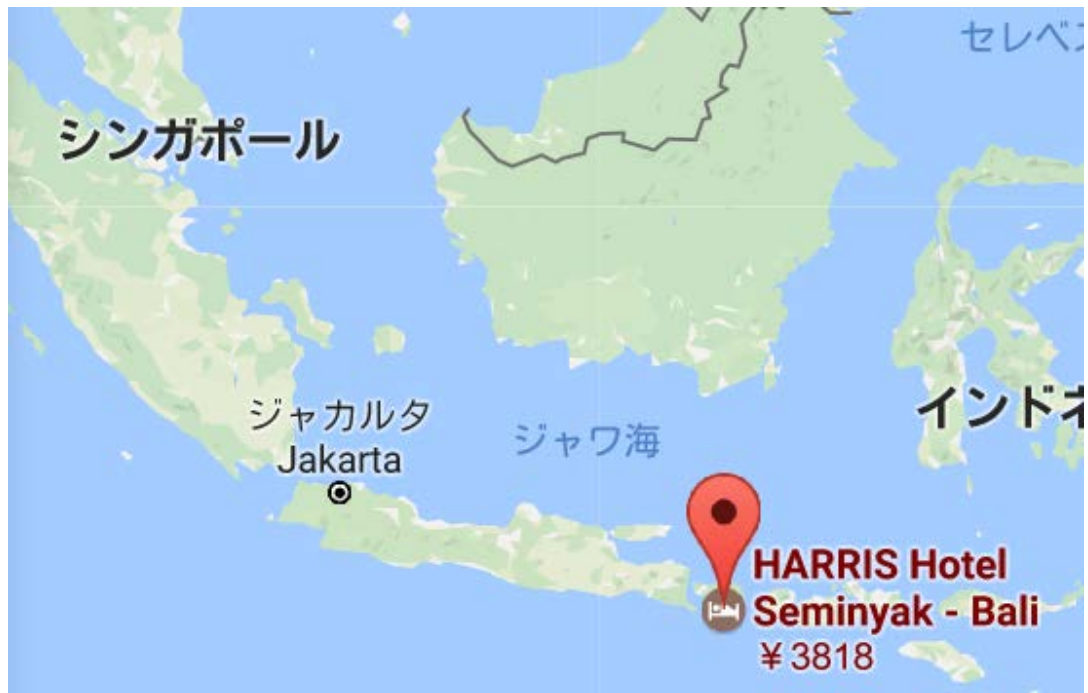 セレベス
シンガポール
ジャカルタ
Jakarta
ジャワ海
インドネ
HARRIS Hotel
Seminyak - Bali
¥3818